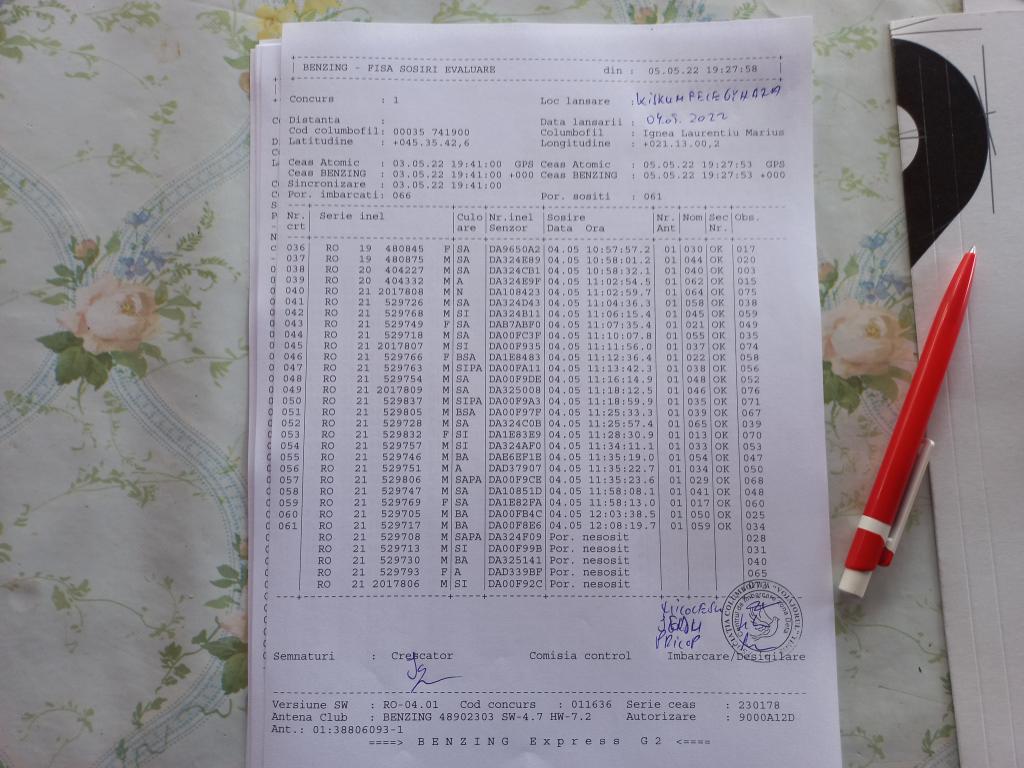 BENZING - FISA SOSIRI EVALUARE din : 05.05.22 19:27:58
Concurs : 1 Loc lansare :
Distanta : Data lansarii : 04.05.2022
Cod columbofil: 00035 741900 Columbofil : Ignea Laurentiu Marius
Latitudine : +045.35.42,6 Longitudine : +021.13.00,2
Ceas Atomic : 03.05.22 19:41:00 GPS Ceas Atomic : 05.05.22 19:27:53 GPS
Ceas BENZING : 03.05.22 19:41:00 +000 Ceas BENZING : 05.05.22 19:27:53 +000
Sincronizare : 03.05.22 19:41:00
Por. imbarcati: 066 Por. sositi : 061
Nr. Serie inel Culo Nr.inel Sosire Nr. Nom Sec Obs.
crt are Senzor Data Ora Ant Nr.
036 RO 19 480845 F SA DA9650A2 04.05 10:57:57.2 01 030 OK 017
037 RO 19 480875 M SA DA324E89 04.05 10:58:01.2 01 044 OK 020
038 RO 20 404227 M SA DA324CB1 04.05 10:58:32.1 01 040 OK 003
039 RO 20 404332 M A DA324E9F 04.05 11:02:54.5 01 062 OK 015
040 RO 21 2017808 M N DA108423 04.05 11:02:59.7 01 064 OK 075
041 RO 21 529726 M SA DA324D43 04.05 11:04:36.3 01 058 OK 038
042 RO 21 529768 M SI DA324B11 04.05 11:06:15.4 01 045 OK 059
043 RO 21 529749 F SA DAB7ABF0 04.05 11:07:35.4 01 021 OK 049
044 RO 21 529718 M SA DA00FC3F 04.05 11:10:07.8 01 055 OK 035
045 RO 21 2017807 M SI DA00F935 04.05 11:11:56.0 01 037 OK 074
046 RO 21 529766 F BSA DA1E8483 04.05 11:12:36.4 01 022 OK 058
047 RO 21 529763 M SIPA DA00FA11 04.05 11:13:42.3 01 038 OK 056
048 RO 21 529754 M SA DA00F9DE 04.05 11:16:14.9 01 048 OK 052
049 RO 21 2017809 M SA DA325008 04.05 11:18:12.5 01 046 OK 076
050 RO 21 529837 M SIPA DA00F9A3 04.05 11:18:59.9 01 035 OK 071
051 RO 21 529805 M BSA DA00F97F 04.05 11:25:33.3 01 039 OK 067
052 RO 21 529728 M SA DA324C0B 04.05 11:25:57.4 01 065 OK 039
053 RO 21 529832 F SI DA1E83E9 04.05 11:28:30.9 01 013 OK 070
054 RO 21 529757 M SI DA324AF0 04.05 11:34:11.1 01 033 OK 053
055 RO 21 529746 M BA DAE6EF1E 04.05 11:35:19.0 01 054 OK 047
056 RO 21 529751 M A DAD37907 04.05 11:35:22.7 01 034 OK 050
057 RO 21 529806 M SAPA DA00F9CE 04.05 11:35:23.6 01 029 OK 068
058 RO 21 529747 M SA DA10851D 04.05 11:58:08.1 01 041 OK 048
059 RO 21 529769 F SA DA1E82FA 04.05 11:58:13.0 01 017 OK 060
060 RO 21 529705 M BA DA00FB4C 04.05 12:03:38.5 01 050 OK 025
061 RO 21 529717 M BA DA00F8E6 04.05 12:08:19.7 01 059 OK 034
RO 21 529708 M SAPA DA324F09 Por. nesosit 028
RO 21 529713 M SI DA00F99B Por. nesosit 031
RO 21 529730 M BA DA325141 Por. nesosit 040
RO 21 529793 F A DAD339BF Por. nesosit 065
RO 21 2017806 M SI DA00F92C Por. nesosit
Semnaturi : Crescator Comisia control Imbarcare/Desigilare
Versiune SW : RO-04.01 Cod concurs : 011636 Serie ceas : 230178
Antena Club : BENZING 48902303 SW-4.7 HW-7.2 Autorizare : 9000A12D
Ant.: 01:38806093-1
====> BENZING Express G2 <====